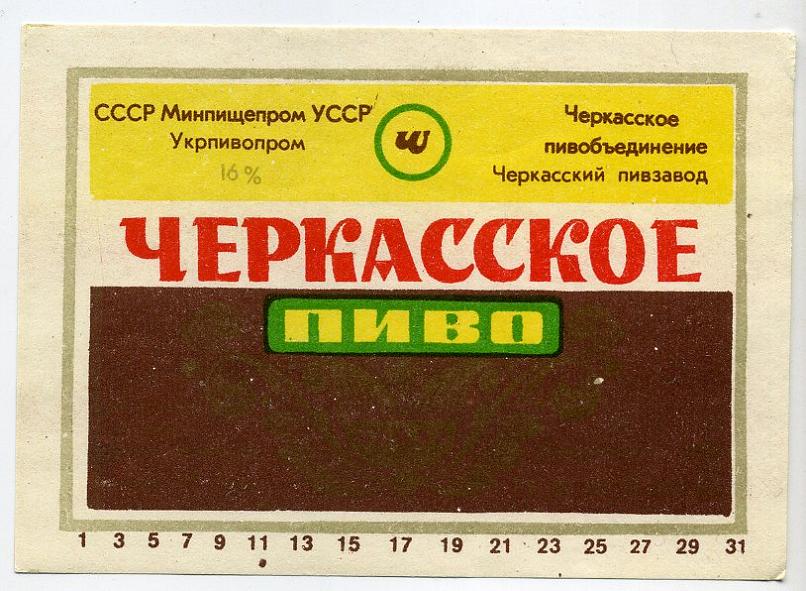 СССР Минпищепром УССР
Укрпивопром
16%
Черкасское
пивобъединение
Черкасский пивзавод
ЧЕРКАССКОЕ
ПИВО
1 3 5 7 9 11 13 15 17 19 21 23 25 27 29 31